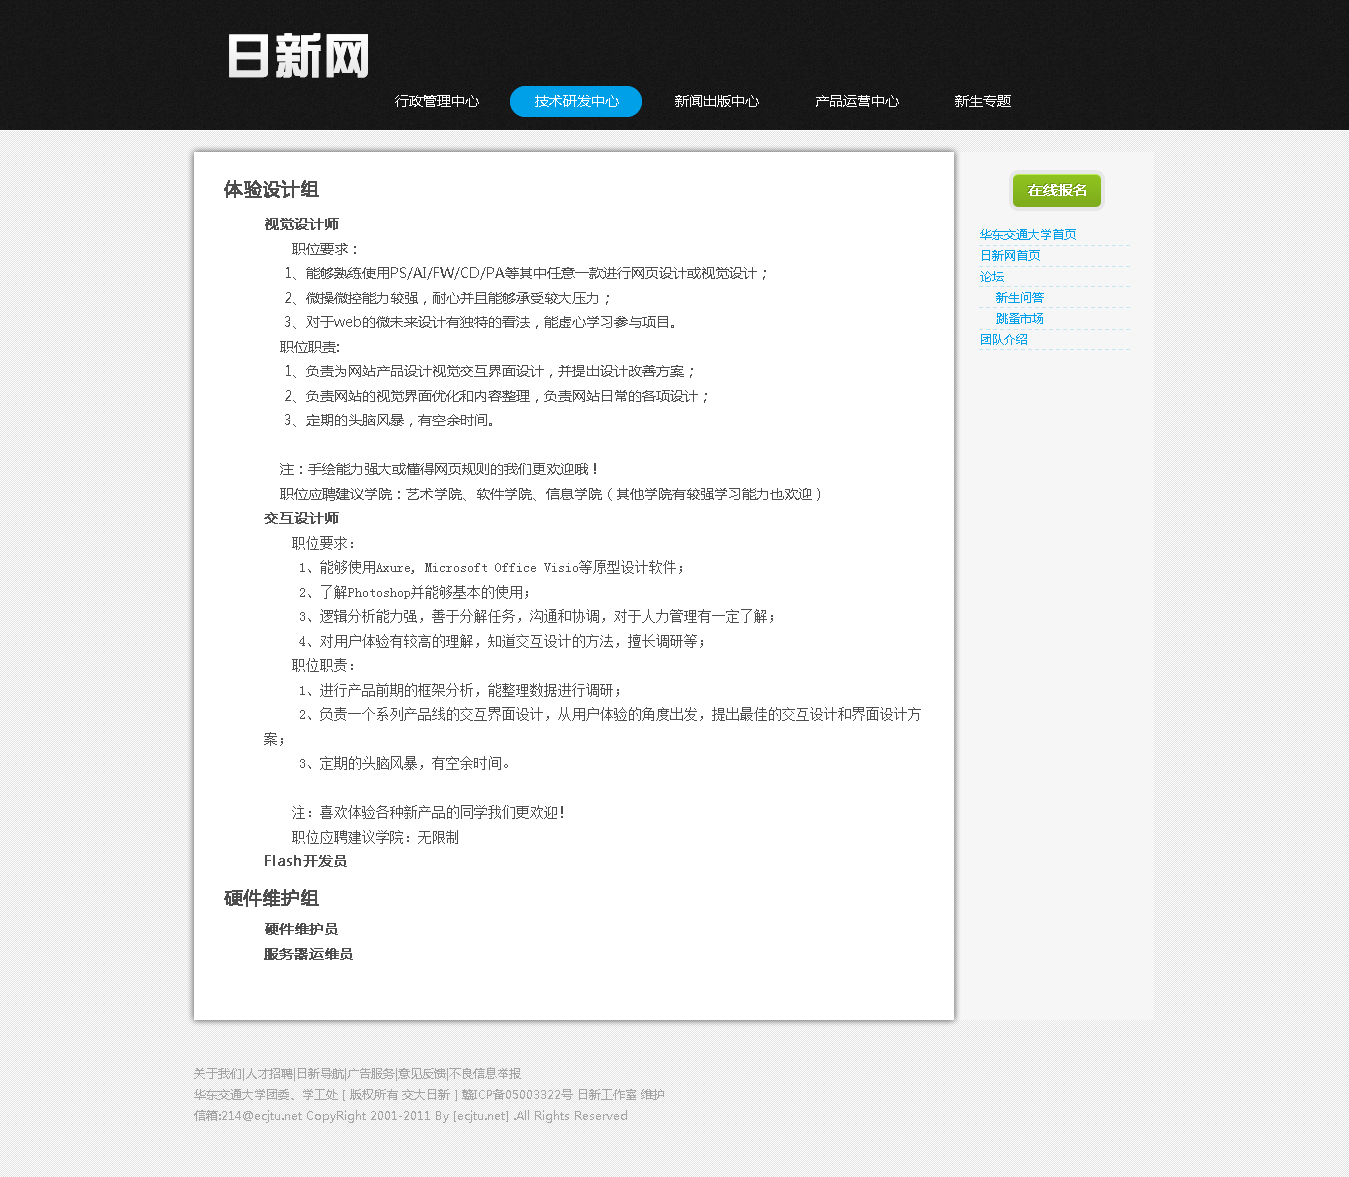 日新网
行政管理中心 技术研发中心 新闻出版中心 产品运营中心 新生专题
体验设计组
视觉设计师
职位要求：
1、能够熟练使用PS/AI/FW/CD/PA等其中任意一款进行网页设计或视觉设计；
2、微操微控能力较强，耐心并且能够承受较大压力；
3、对于web的微未来设计有独特的看法，能虚心学习参与项目。
职位职责:
1、负责为网站产品设计视觉交互界面设计，并提出设计改善方案；
2、负责网站的视觉界面优化和内容整理，负责网站日常的各项设计；
3、定期的头脑风暴，有空余时间。
注：手绘能力强大或懂得网页规则的我们更欢迎哦！
职位应聘建议学院：艺术学院、软件学院、信息学院（其他学院有较强学习能力也欢迎）
交互设计师
职位要求：
1、能够使用Axure, Microsoft Office Visio等原型设计软件；
2、了解Photoshop并能够基本的使用；
3、逻辑分析能力强，善于分解任务，沟通和协调，对于人力管理有一定了解；
4、对用户体验有较高的理解，知道交互设计的方法，擅长调研等；
职位职责：
1、进行产品前期的框架分析，能整理数据进行调研；
2、负责一个系列产品线的交互界面设计，从用户体验的角度出发，提出最佳的交互设计和界面设计方
案；
3、定期的头脑风暴，有空余时间。
注：喜欢体验各种新产品的同学我们更欢迎！
职位应聘建议学院：无限制
Flash开发员
硬件维护组
硬件维护员
服务器运维员
在线报名
华东交通大学首页
日新网首页
论坛
新生问答
跳蚤市场
团队介绍
关于我们|人才招聘|日新导航|广告服务|意见反馈|不良信息举报
华东交通大学团委、学工处 [ 版权所有 交大日新 ] 赣ICP备05003322号 日新工作室 维护
信箱:214@ecjtu.net CopyRight 2001-2011 By [ecjtu.net] .All Rights Reserved